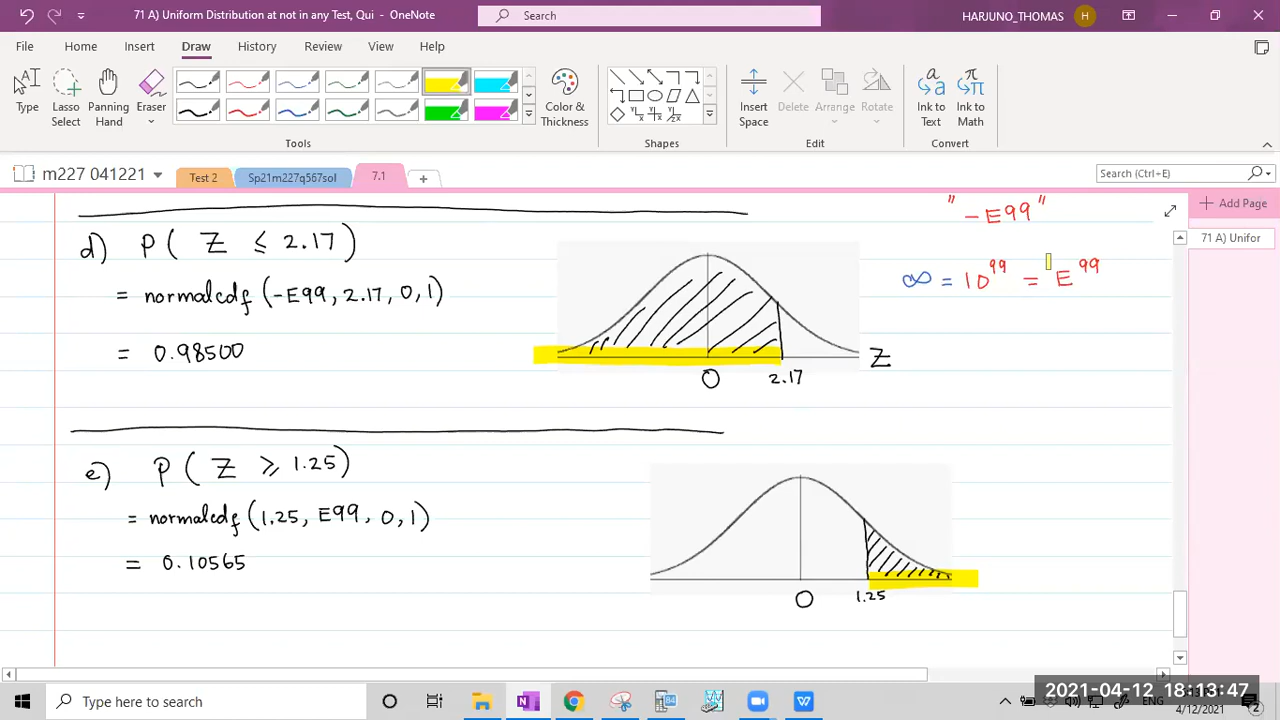 71 A) Uniform Distribution at not in any Test, Qui - OneNote
Search
HARJUNO_THOMAS
H
File Home Insert Draw History Review View Help
Type
Lasso Select
Panning Hand
Eraser
Color & Thickness
Insert Space
Delete
Arrange
Rotate
Ink to Text
Ink to Math
Tools
Shapes
Edit
Convert
m227 041221
Test 2
Sp21m227q567sol
7.1
Search (Ctrl+E)
Add Page
71 A) Unifor
" -E99 "
∞ = 10^99 = E^99
d) P( Z ≤ 2.17)
= normalcdf (-E99, 2.17, 0, 1)
= 0.98500
0 2.17 Z
e) P( Z ≥ 1.25)
= normalcdf (1.25, E99, 0, 1)
= 0.10565
0 1.25
Type here to search
2021-04-12 18:13:47
4/12/2021